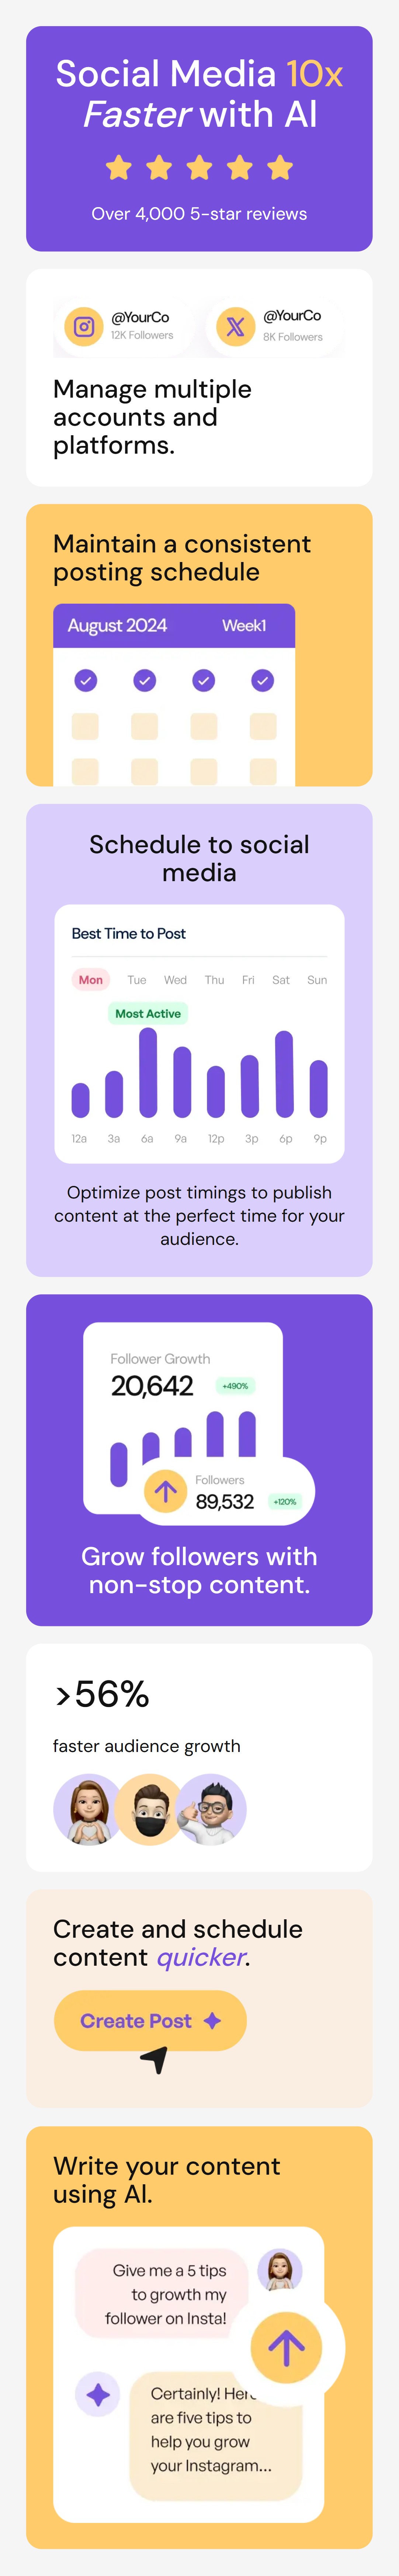 Social Media 10x
Faster with AI
Over 4,000 5-star reviews
@YourCo
12K Followers
@YourCo
8K Followers
Manage multiple
accounts and
platforms.
Maintain a consistent
posting schedule
August 2024
Week1
Schedule to social
media
Best Time to Post
Mon Tue Wed Thu Fri Sat Sun
Most Active
12a 3a 6a 9a 12p 3p 6p 9p
Optimize post timings to publish
content at the perfect time for your
audience.
Follower Growth
20,642 +490%
Followers
89,532 +120%
Grow followers with
non-stop content.
>56%
faster audience growth
Create and schedule
content quicker.
Create Post
Write your content
using AI.
Give me a 5 tips
to growth my
follower on Insta!
Certainly! Here
are five tips to
help you grow
your Instagram...